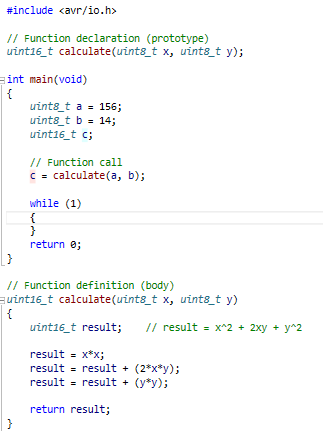 #include <avr/io.h>
// Function declaration (prototype)
uint16_t calculate(uint8_t x, uint8_t y);
int main(void)
{
uint8_t a = 156;
uint8_t b = 14;
uint16_t c;
// Function call
c = calculate(a, b);
while (1)
{
}
return 0;
}
// Function definition (body)
uint16_t calculate(uint8_t x, uint8_t y)
{
uint16_t result;    // result = x^2 + 2xy + y^2
result = x*x;
result = result + (2*x*y);
result = result + (y*y);
return result;
}